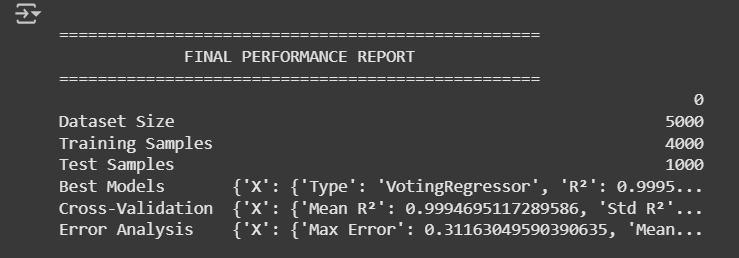 ==================================================
FINAL PERFORMANCE REPORT
==================================================
0
Dataset Size 5000
Training Samples 4000
Test Samples 1000
Best Models {'X': {'Type': 'VotingRegressor', 'R²': 0.9995...
Cross-Validation {'X': {'Mean R²': 0.9994695117289586, 'Std R²'...
Error Analysis {'X': {'Max Error': 0.31163049590390635, 'Mean...